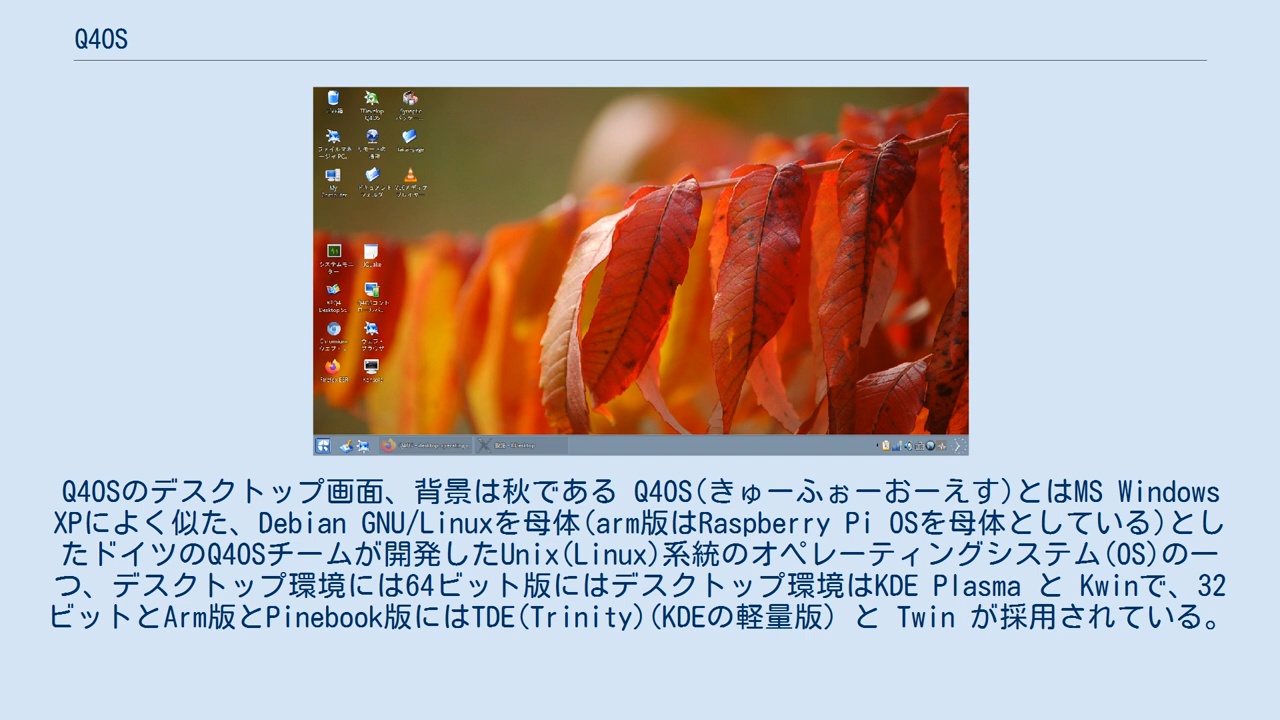 Q4OS
My
Computer
システムモニ
ター
Q4OSのデスクトップ画面、背景は秋である Q4OS(きゅーふぉーおーえす)とはMS Windows
XPによく似た、Debian GNU/Linuxを母体(arm版はRaspberry Pi OSを母体としている)とし
たドイツのQ4OSチームが開発したUnix(Linux)系統のオペレーティングシステム(OS)の一
つ、デスクトップ環境には64ビット版にはデスクトップ環境はKDE Plasma と Kwinで、32
ビットとArm版とPinebook版にはTDE(Trinity)(KDEの軽量版) と Twin が採用されている。